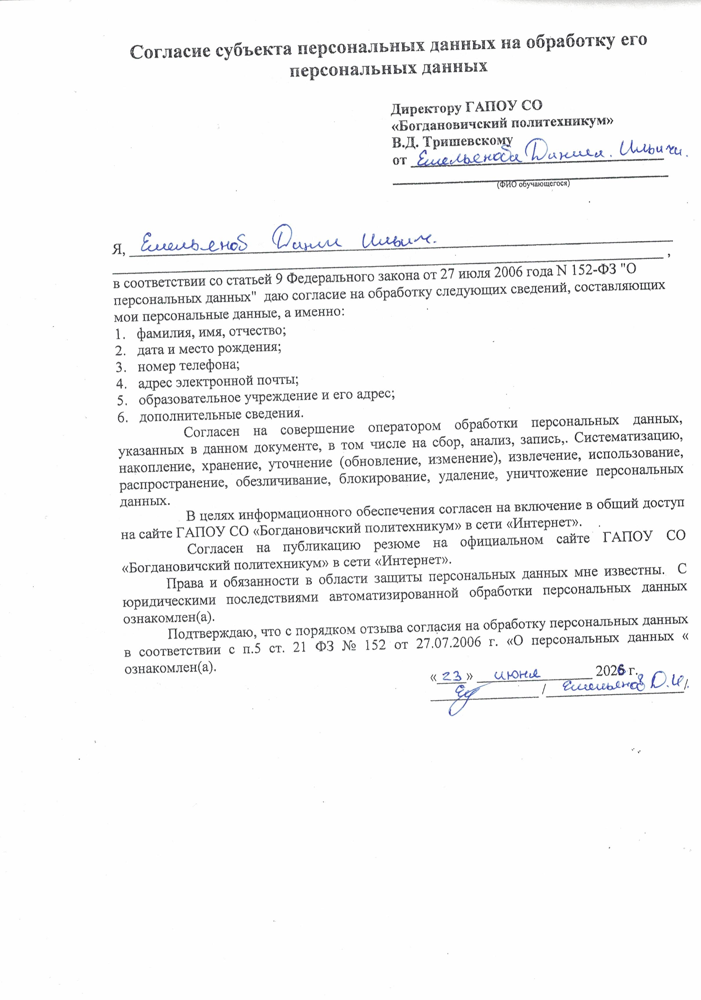 Согласие субъекта персональных данных на обработку его
персональных данных
Директору ГАПОУ СО
«Богдановичский политехникум»
В.Д. Тришевскому
от Емельянова Данила. Ильича.
(ФИО обучающегося)
Я, Емельянов Данил Ильич.
,
в соответствии со статьей 9 Федерального закона от 27 июля 2006 года N 152-ФЗ "О
персональных данных" даю согласие на обработку следующих сведений, составляющих
мои персональные данные, а именно:
1. фамилия, имя, отчество;
2. дата и место рождения;
3. номер телефона;
4. адрес электронной почты;
5. образовательное учреждение и его адрес;
6. дополнительные сведения.
Согласен на совершение оператором обработки персональных данных,
указанных в данном документе, в том числе на сбор, анализ, запись,. Систематизацию,
накопление, хранение, уточнение (обновление, изменение), извлечение, использование,
распространение, обезличивание, блокирование, удаление, уничтожение персональных
данных.
В целях информационного обеспечения согласен на включение в общий доступ
на сайте ГАПОУ СО «Богдановичский политехникум» в сети «Интернет».
Согласен на публикацию резюме на официальном сайте ГАПОУ СО
«Богдановичский политехникум» в сети «Интернет».
Права и обязанности в области защиты персональных данных мне известны. С
юридическими последствиями автоматизированной обработки персональных данных
ознакомлен(а).
Подтверждаю, что с порядком отзыва согласия на обработку персональных данных
в соответствии с п.5 ст. 21 ФЗ № 152 от 27.07.2006 г. «О персональных данных «
ознакомлен(а).
«23» июня 2026 г.
/ Емельянов Д.И/.